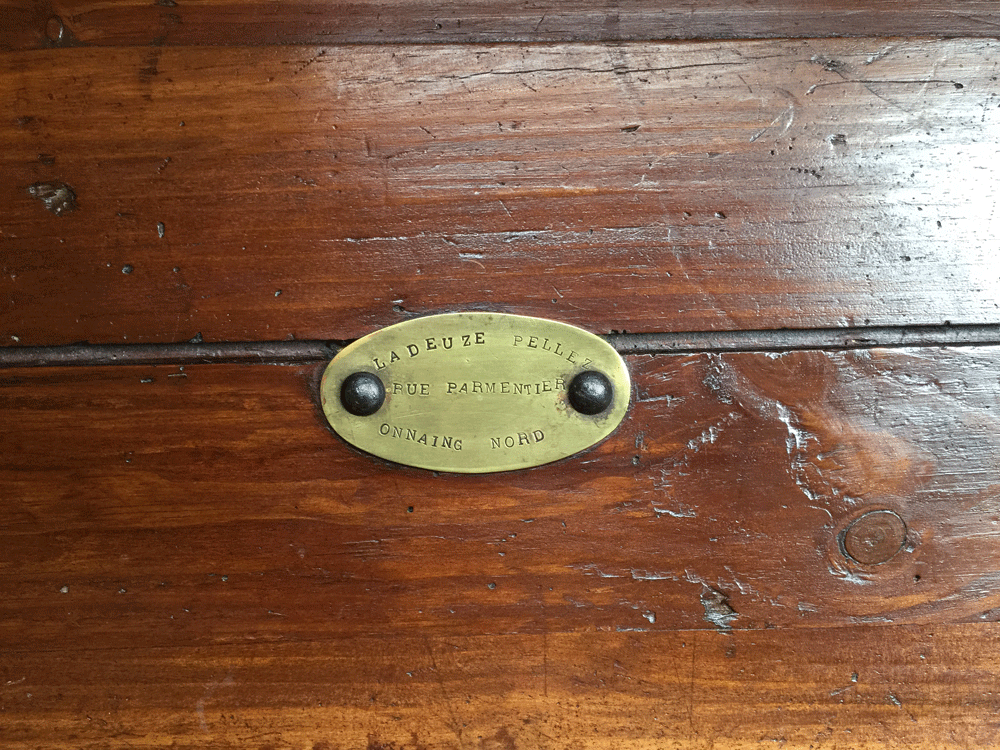 LADEUZE PELLEZ
RUE PARMENTIER
ONNAING NORD